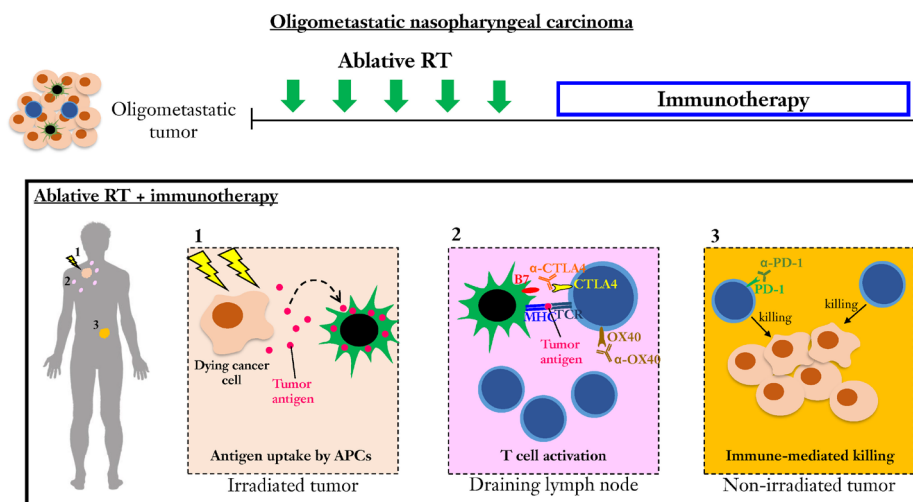 Oligometastatic nasopharyngeal carcinoma
Ablative RT
Oligometastatic
tumor
Immunotherapy
Ablative RT + immunotherapy
1
2
3
1
Dying cancer
cell
Tumor
antigen
Antigen uptake by APCs
Irradiated tumor
2
α-CTLA4
B7
CTLA4
MHC
TCR
OX40
Tumor
antigen
α-OX40
T cell activation
Draining lymph node
3
α-PD-1
PD-1
killing
killing
Immune-mediated killing
Non-irradiated tumor